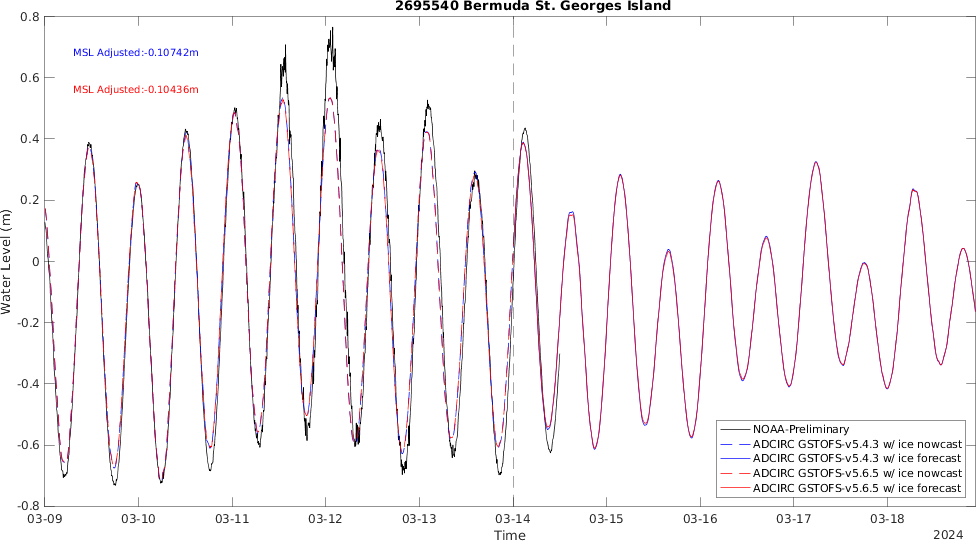 2695540 Bermuda St. Georges Island
MSL Adjusted:-0.10742m
MSL Adjusted:-0.10436m
Water Level (m)
0.8
0.6
0.4
0.2
0
-0.2
-0.4
-0.6
-0.8
NOAA-Preliminary
ADCIRC GSTOFS-v5.4.3 w/ ice nowcast
ADCIRC GSTOFS-v5.4.3 w/ ice forecast
ADCIRC GSTOFS-v5.6.5 w/ ice nowcast
ADCIRC GSTOFS-v5.6.5 w/ ice forecast
03-09 03-10 03-11 03-12 03-13 03-14 03-15 03-16 03-17 03-18
Time
2024